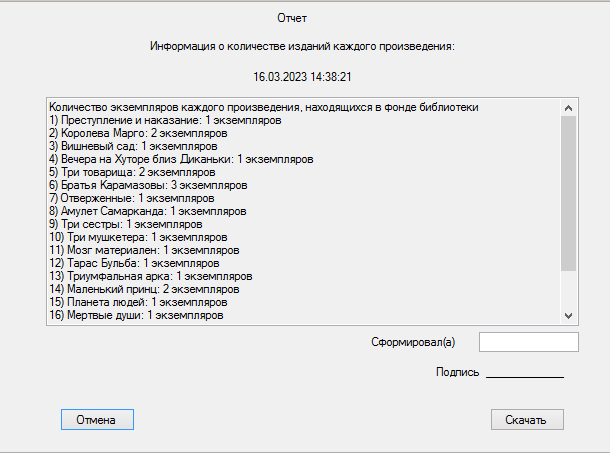 Отчет
Информация о количестве изданий каждого произведения:
16.03.2023 14:38:21
Количество экземпляров каждого произведения, находящихся в фонде библиотеки
1) Преступление и наказание: 1 экземпляров
2) Королева Марго: 2 экземпляров
3) Вишневый сад: 1 экземпляров
4) Вечера на Хуторе близ Диканьки: 1 экземпляров
5) Три товарища: 2 экземпляров
6) Братья Карамазовы: 3 экземпляров
7) Отверженные: 1 экземпляров
8) Амулет Самарканда: 1 экземпляров
9) Три сестры: 1 экземпляров
10) Три мушкетера: 1 экземпляров
11) Мозг материален: 1 экземпляров
12) Тарас Бульба: 1 экземпляров
13) Триумфальная арка: 1 экземпляров
14) Маленький принц: 2 экземпляров
15) Планета людей: 1 экземпляров
16) Мертвые души: 1 экземпляров
Сформировал(а)
Подпись ____________
Отмена Скачать